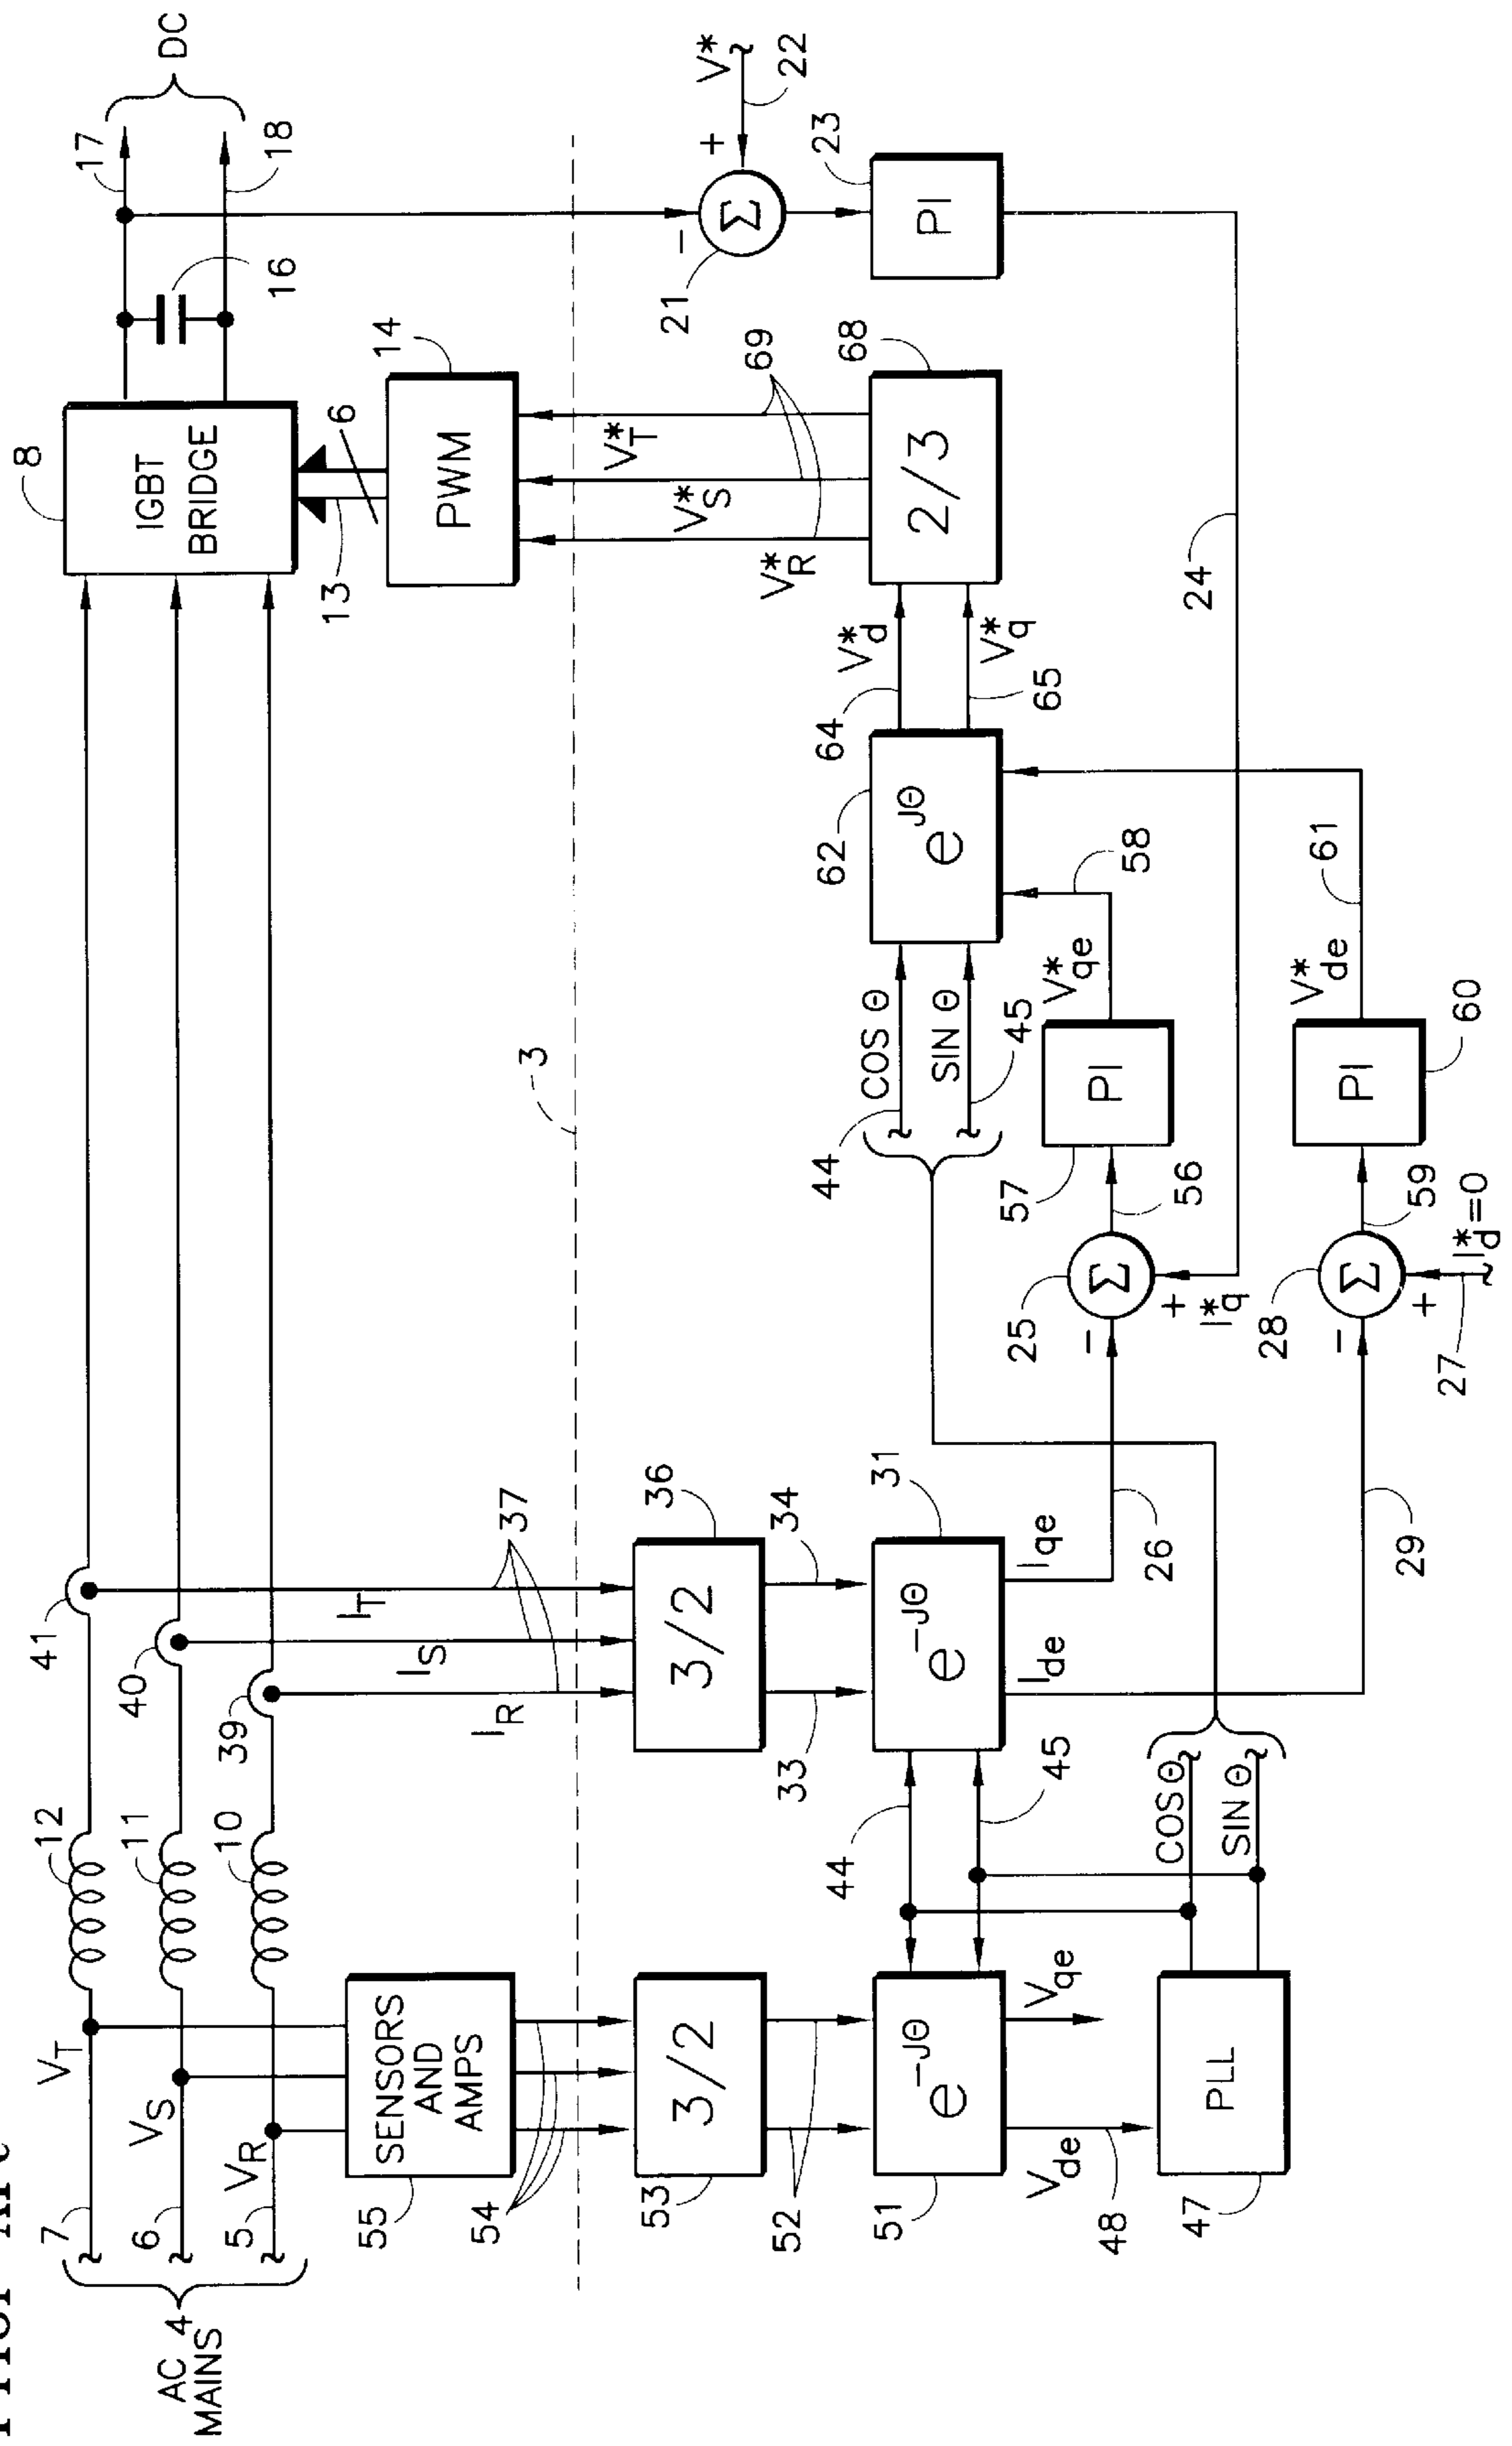 8
IGBT
BRIDGE
17
DC
18
16
13
6
14
PWM
41
40
39
12
11
10
V_T
V_S
V_R
7
6
5
AC 4
MAINS
SENSORS
AND
AMPS
55
54
I_T
I_S
I_R
37
3
V*_T
V*_S
V*_R
69
21
Σ
-
+
V*
22
23
PI
3/2
53
52
3/2
36
33
34
2/3
68
e^-JΘ
51
V_de
V_qe
48
44
45
e^-JΘ
31
I_de
I_qe
26
29
44
COS Θ
SIN Θ
45
62
e^JΘ
64
V*_d
65
V*_q
58
61
24
PLL
47
COS Θ
SIN Θ
25
Σ
-
+
I*_q
56
57
PI
V*_qe
28
Σ
-
+
27
I*_d=0
59
PI
60
V*_de